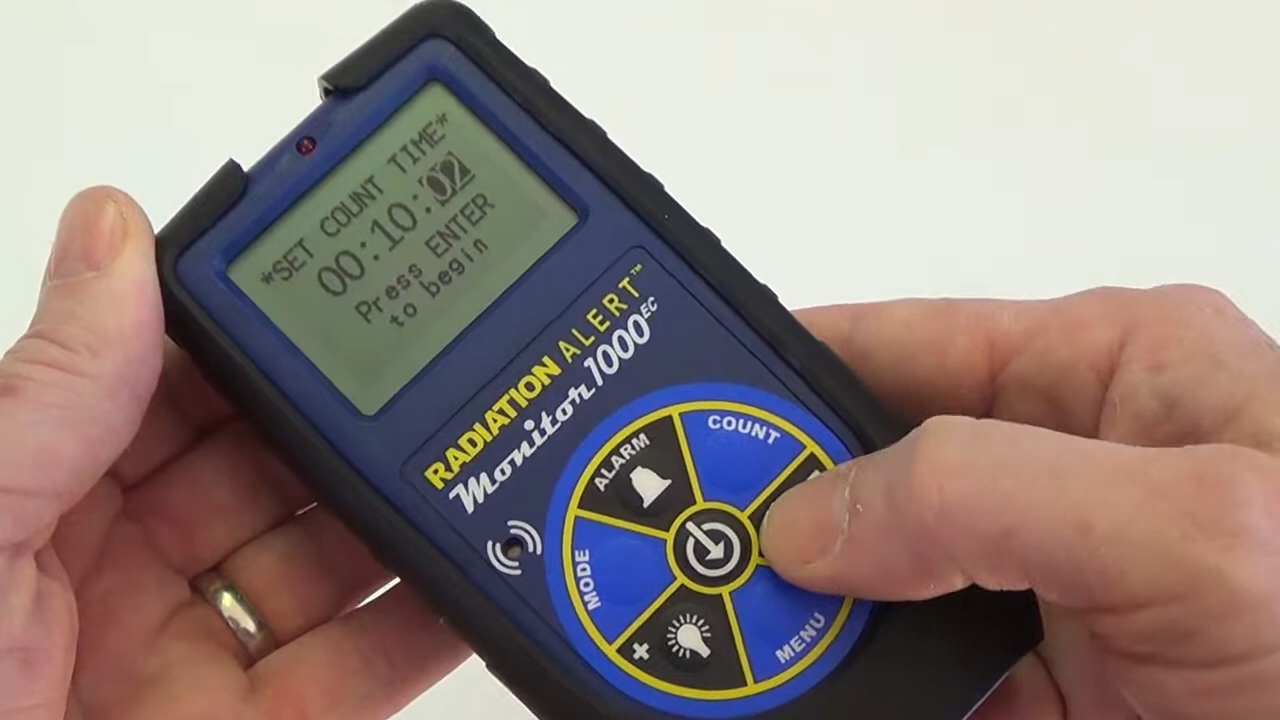 *SET COUNT TIME*
00:10:02
Press ENTER
to begin
RADIATION ALERT™
Monitor 1000EC
ALARM
COUNT
MODE
+
MENU